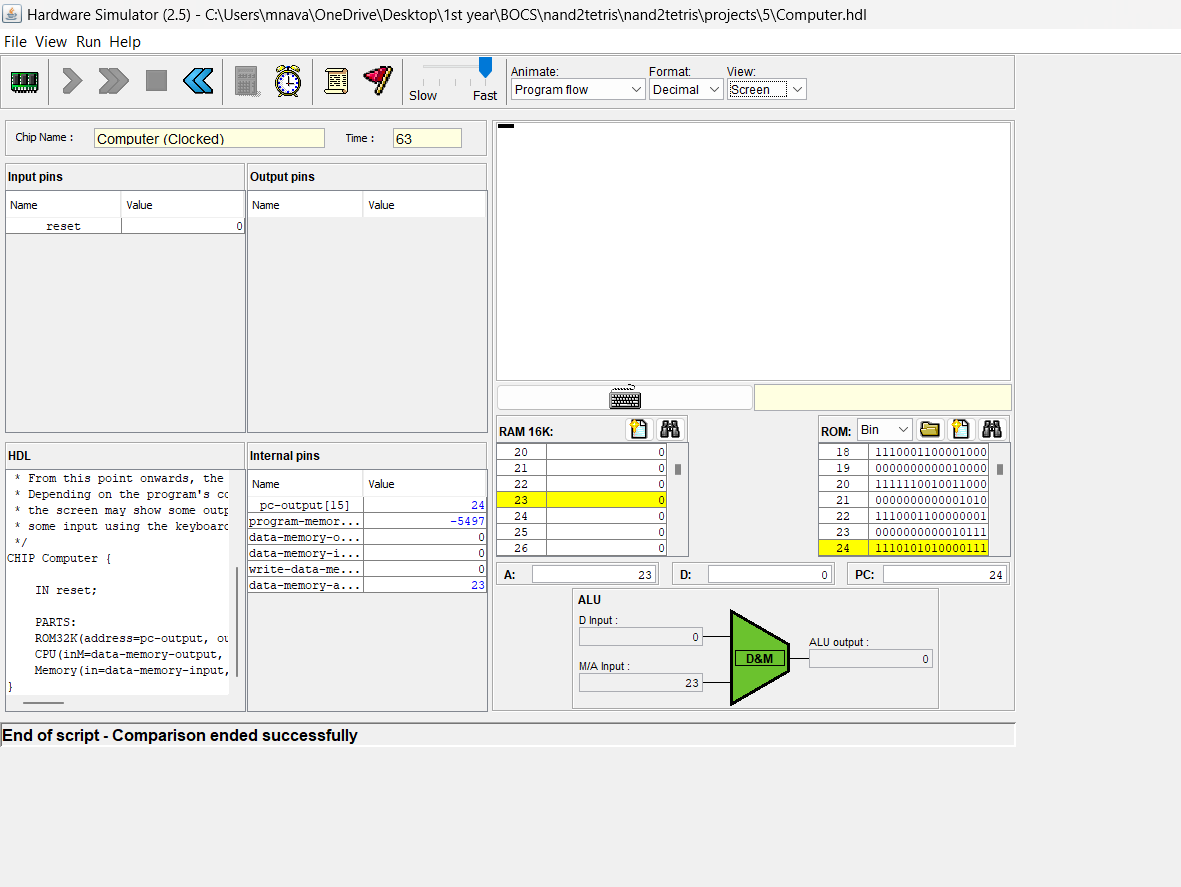 Hardware Simulator (2.5) - C:\Users\mnava\OneDrive\Desktop\1st year\BOCS\nand2tetris\nand2tetris\projects\5\Computer.hdl
File View Run Help
Slow Fast
Animate: Format: View:
Program flow Decimal Screen
Chip Name : Computer (Clocked) Time : 63
Input pins
Name Value
reset 0
Output pins
Name Value
HDL
* From this point onwards, the
* Depending on the program's co
* the screen may show some outp
* some input using the keyboard
*/
CHIP Computer {
IN reset;
PARTS:
ROM32K(address=pc-output, ou
CPU(inM=data-memory-output,
Memory(in=data-memory-input,
}
Internal pins
Name Value
pc-output[15] 24
program-memor... -5497
data-memory-o... 0
data-memory-i... 0
write-data-me... 0
data-memory-a... 23
RAM 16K:
20 0
21 0
22 0
23 0
24 0
25 0
26 0
ROM: Bin
18 1110001100001000
19 0000000000010000
20 1111110010011000
21 0000000000001010
22 1110001100000001
23 0000000000010111
24 1110101010000111
A: 23 D: 0 PC: 24
ALU
D Input :
0
M/A Input :
23
D&M
ALU output :
0
End of script - Comparison ended successfully